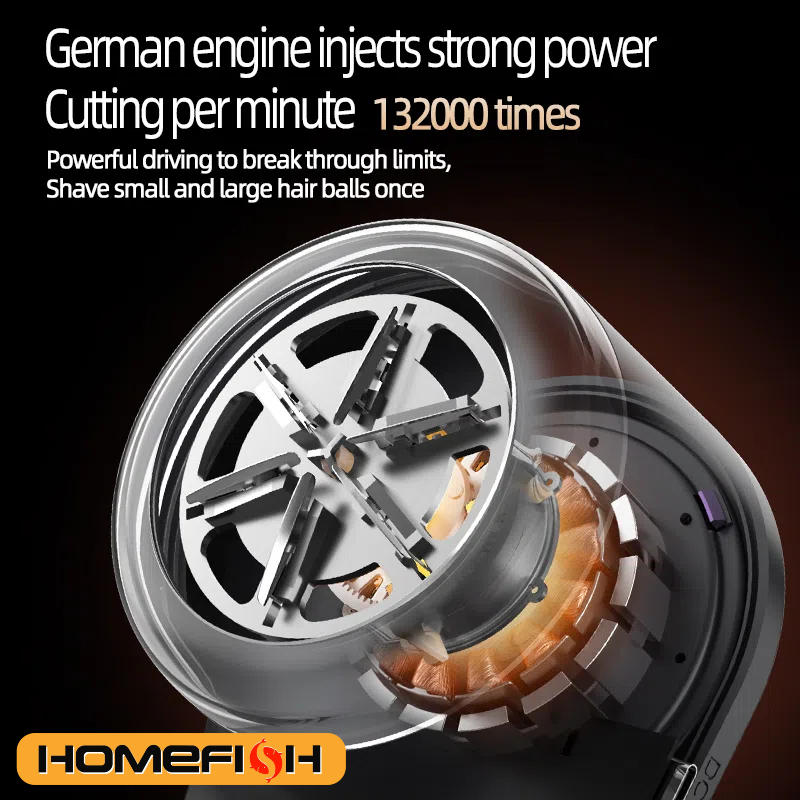 German engine injects strong power
Cutting per minute 132000 times
Powerful driving to break through limits,
Shave small and large hair balls once
DC
HOMEFISH